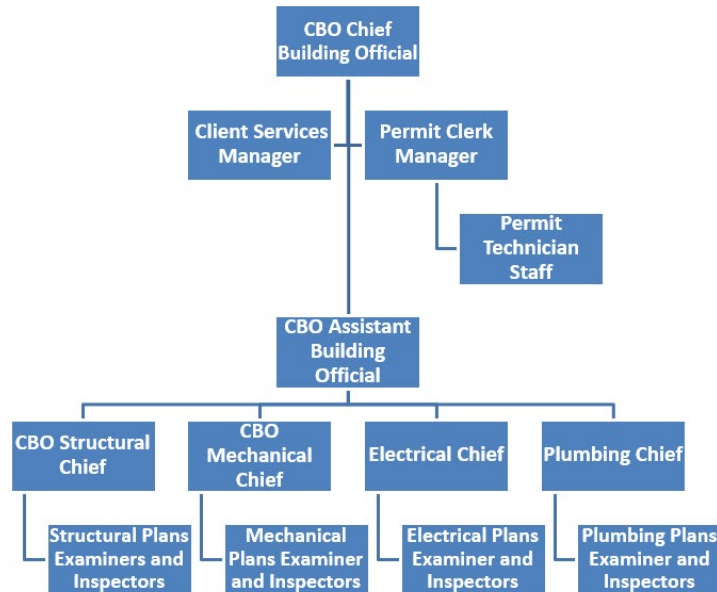 CBO Chief
Building Official
Client Services
Manager
Permit Clerk
Manager
Permit
Technician
Staff
CBO Assistant
Building
Official
CBO Structural
Chief
CBO
Mechanical
Chief
Electrical Chief
Plumbing Chief
Structural Plans
Examiners and
Inspectors
Mechanical
Plans Examiner
and Inspectors
Electrical Plans
Examiner and
Inspectors
Plumbing Plans
Examiner and
Inspectors